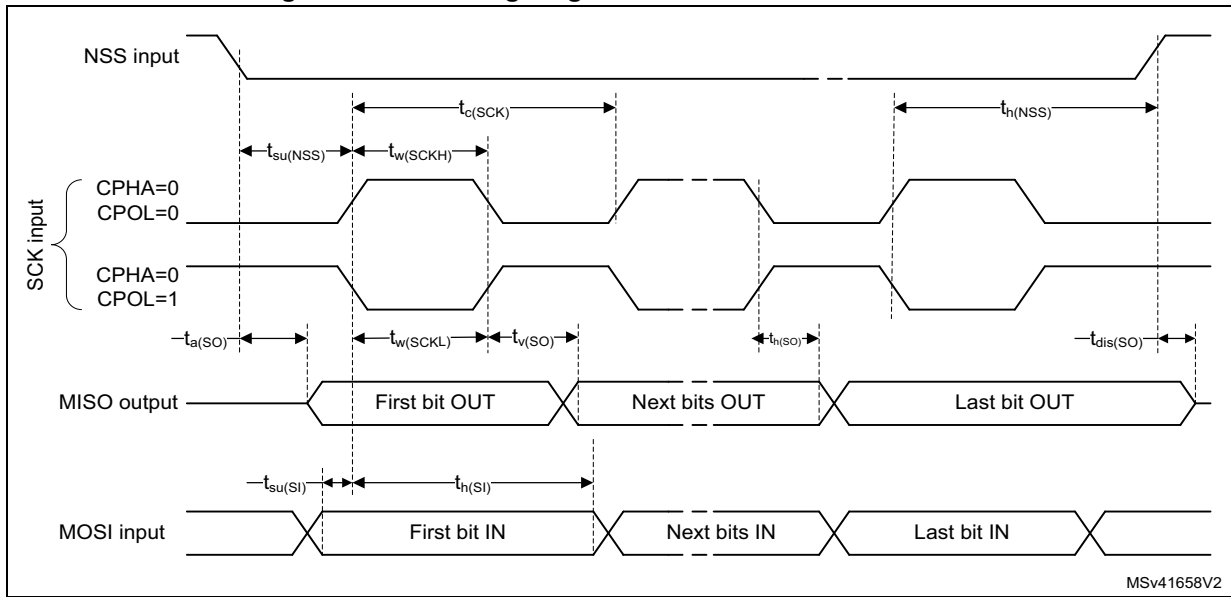 NSS input
tc(SCK)
th(NSS)
tsu(NSS)
tw(SCKH)
SCK input
CPHA=0
CPOL=0
CPHA=0
CPOL=1
ta(SO)
tw(SCKL)
tv(SO)
th(SO)
tdis(SO)
MISO output
First bit OUT
Next bits OUT
Last bit OUT
tsu(SI)
th(SI)
MOSI input
First bit IN
Next bits IN
Last bit IN
MSv41658V2